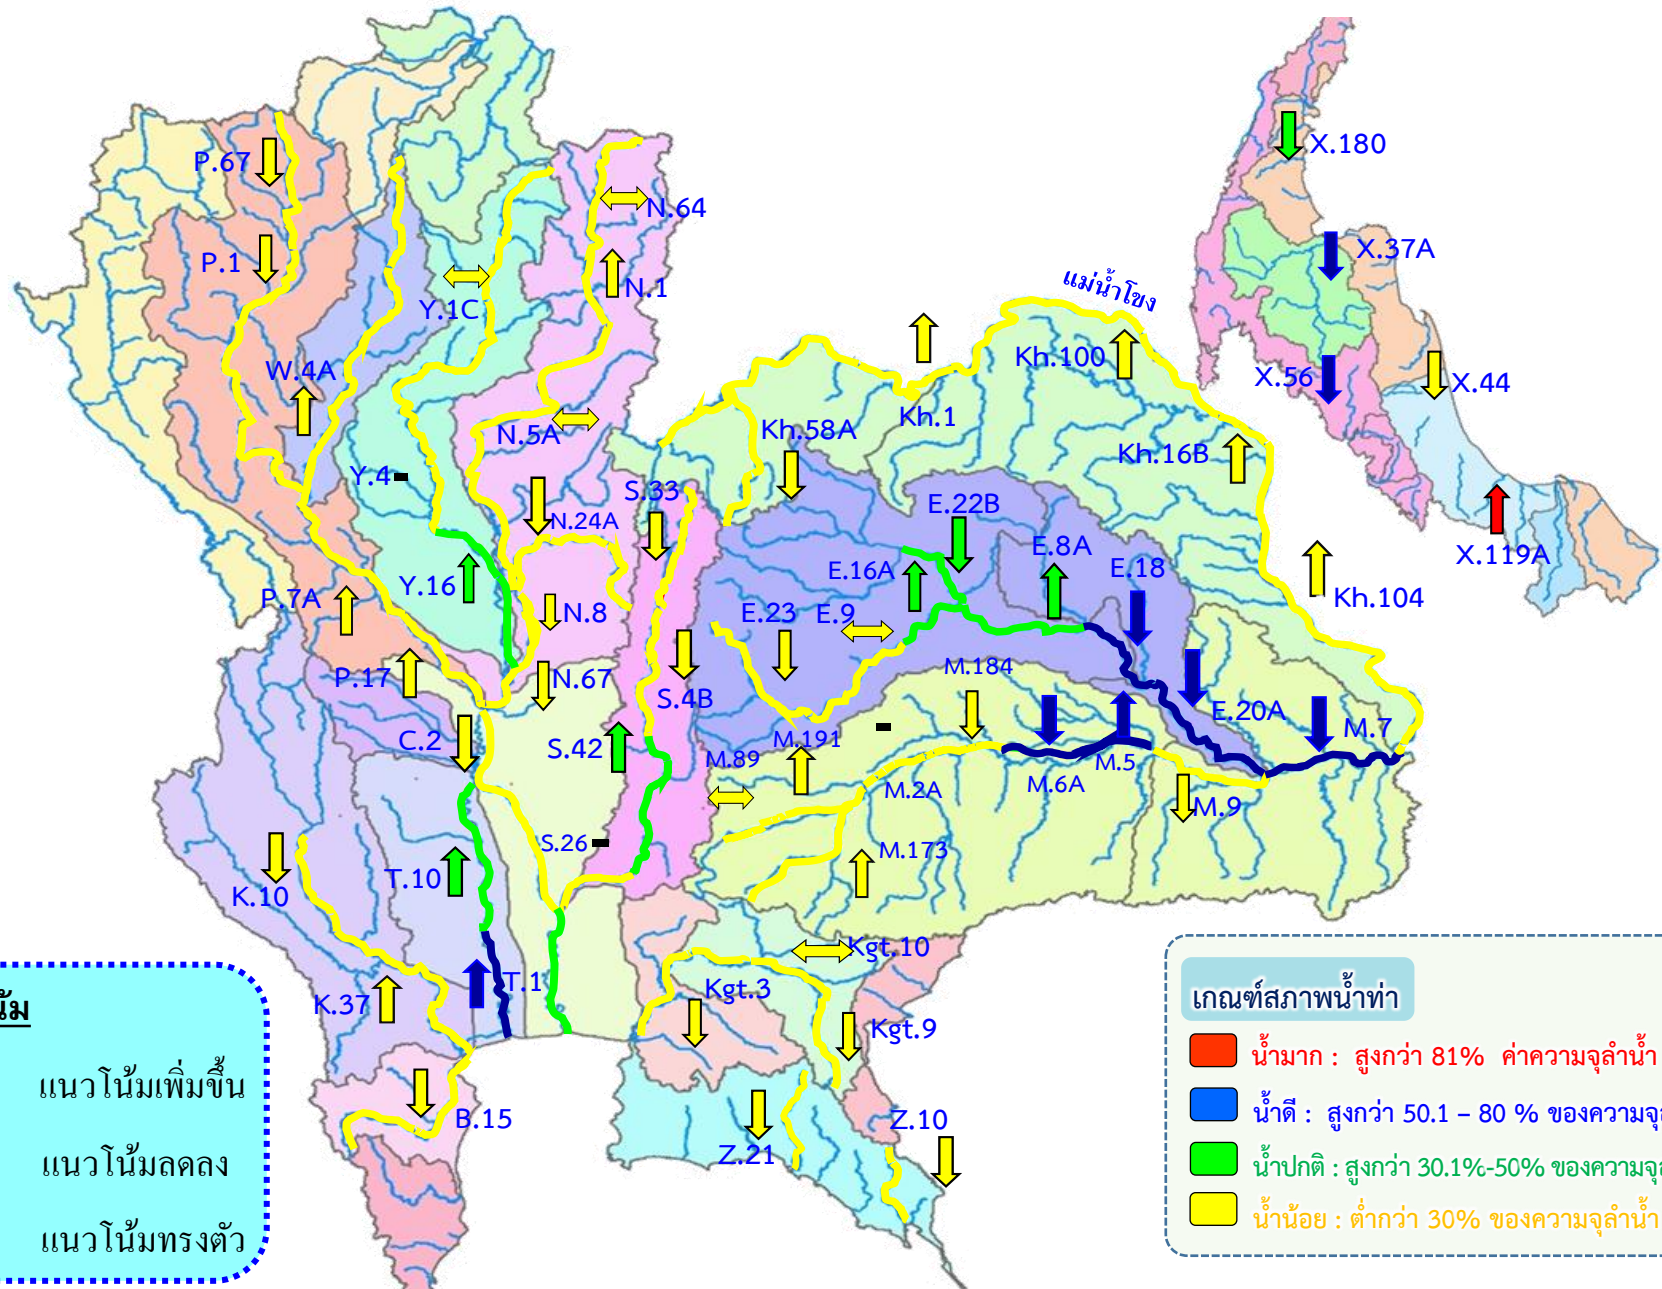 P.67
P.1
W.4A
Y.1C
N.64
N.1
N.5A
Y.4
N.24A
Y.16
N.8
P.7A
P.17
N.67
C.2
S.33
S.4B
S.42
S.26
T.10
T.1
K.10
K.37
B.15
แม่น้ำโขง
Kh.58A
Kh.1
Kh.100
Kh.16B
Kh.104
E.22B
E.8A
E.16A
E.18
E.23
E.9
E.20A
M.184
M.7
M.191
M.89
M.2A
M.6A
M.5
M.9
M.173
Kgt.10
Kgt.3
Kgt.9
Z.21
Z.10
X.180
X.37A
X.56
X.44
X.119A
แนวโน้มเพิ่มขึ้น
แนวโน้มลดลง
แนวโน้มทรงตัว
เกณฑ์สภาพน้ำท่า
น้ำมาก : สูงกว่า 81% ค่าความจุลำน้ำ
น้ำดี : สูงกว่า 50.1 – 80 % ของความจุ
น้ำปกติ : สูงกว่า 30.1%-50% ของความจุ
น้ำน้อย : ต่ำกว่า 30% ของความจุลำน้ำ